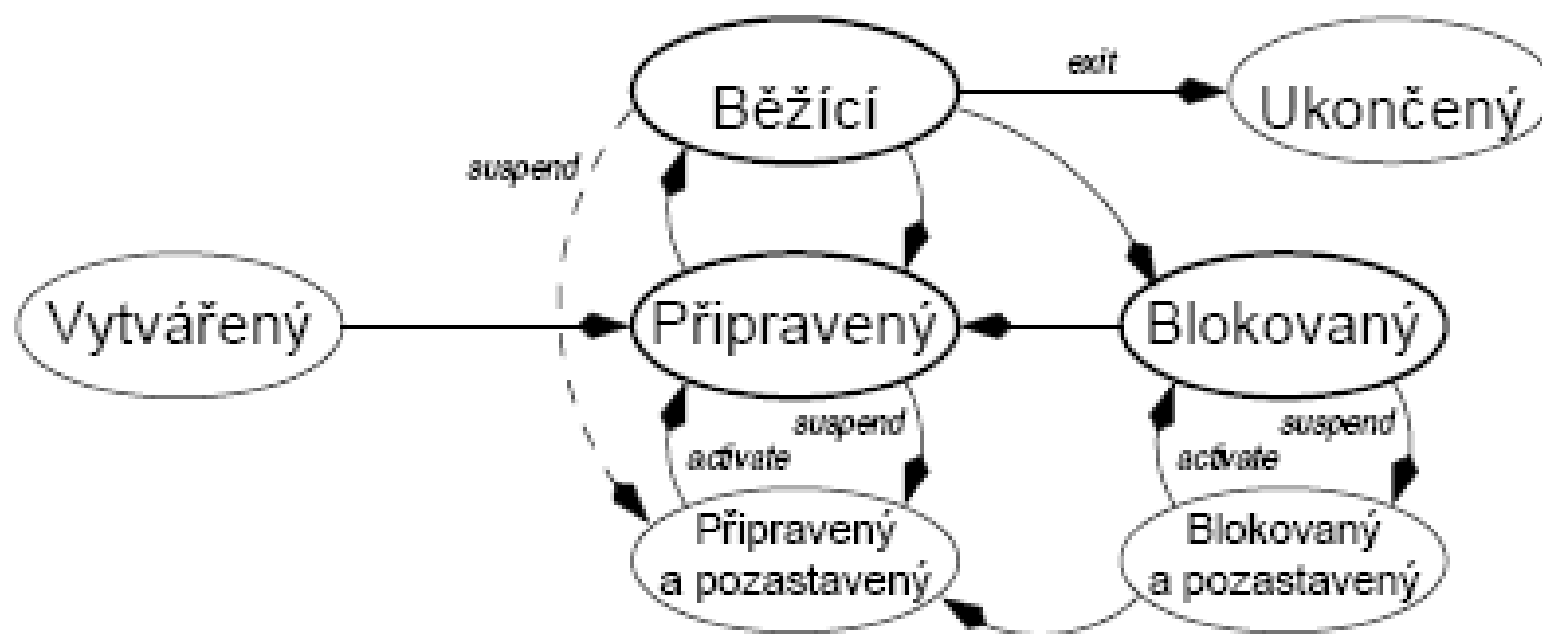 exit
Běžící
Ukončený
suspend
Vytvářený
Připravený
Blokovaný
suspend
activate
suspend
activate
Připravený
a pozastavený
Blokovaný
a pozastavený